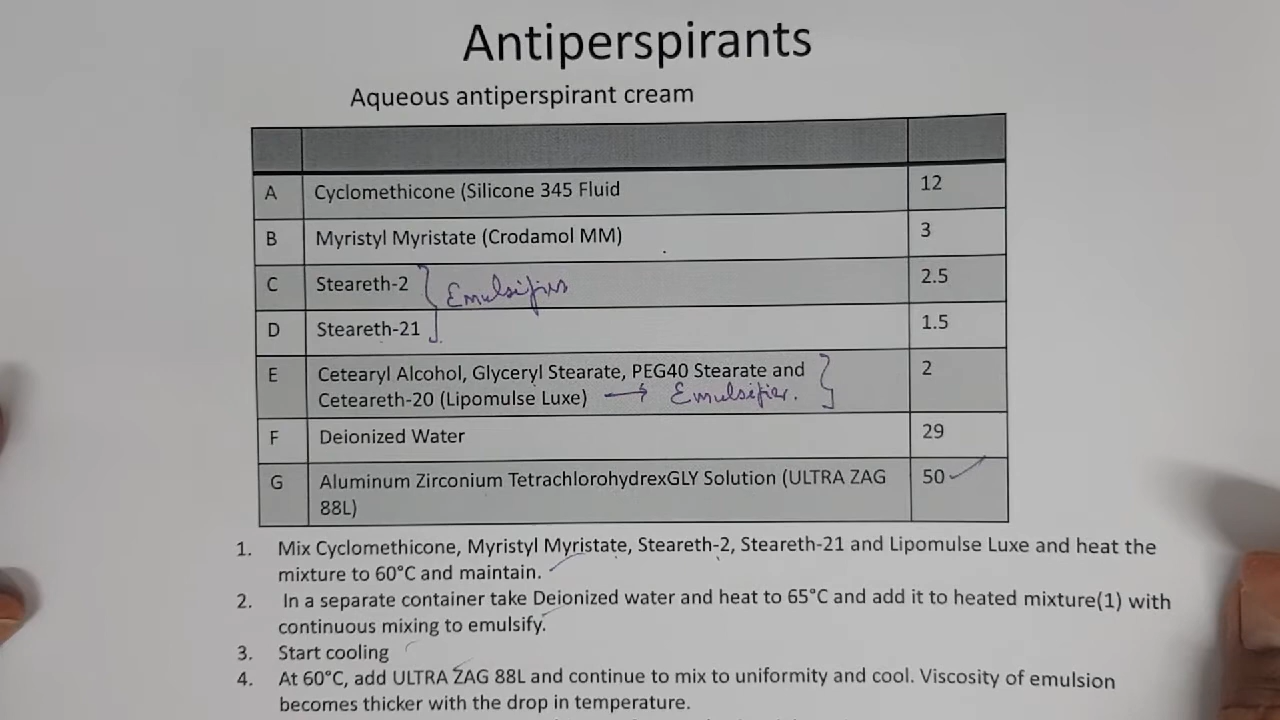 Antiperspirants
Aqueous antiperspirant cream
A Cyclomethicone (Silicone 345 Fluid 12
B Myristyl Myristate (Crodamol MM) 3
C Steareth-2 2.5
Emulsifiers
D Steareth-21 1.5
E Cetearyl Alcohol, Glyceryl Stearate, PEG40 Stearate and 2
Ceteareth-20 (Lipomulse Luxe) → Emulsifier.
F Deionized Water 29
G Aluminum Zirconium TetrachlorohydrexGLY Solution (ULTRA ZAG 50
88L)
1. Mix Cyclomethicone, Myristyl Myristate, Steareth-2, Steareth-21 and Lipomulse Luxe and heat the
mixture to 60°C and maintain.
2. In a separate container take Deionized water and heat to 65°C and add it to heated mixture(1) with
continuous mixing to emulsify.
3. Start cooling
4. At 60°C, add ULTRA ZAG 88L and continue to mix to uniformity and cool. Viscosity of emulsion
becomes thicker with the drop in temperature.